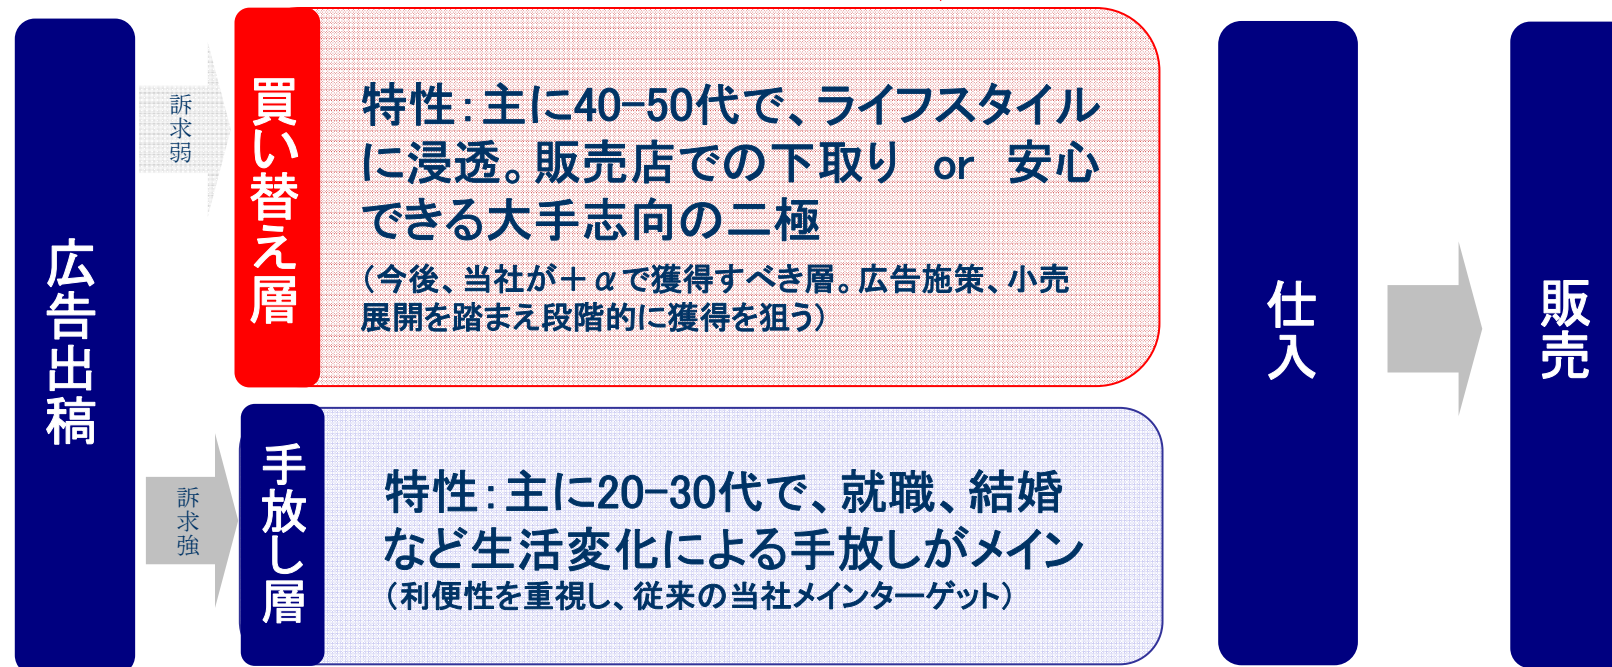 広告出稿
訴求弱
買い替え層
特性：主に40-50代で、ライフスタイル
に浸透。販売店での下取り or 安心
できる大手志向の二極
（今後、当社が＋αで獲得すべき層。広告施策、小売
展開を踏まえ段階的に獲得を狙う）
訴求強
手放し層
特性：主に20-30代で、就職、結婚
など生活変化による手放しがメイン
（利便性を重視し、従来の当社メインターゲット）
仕入
販売